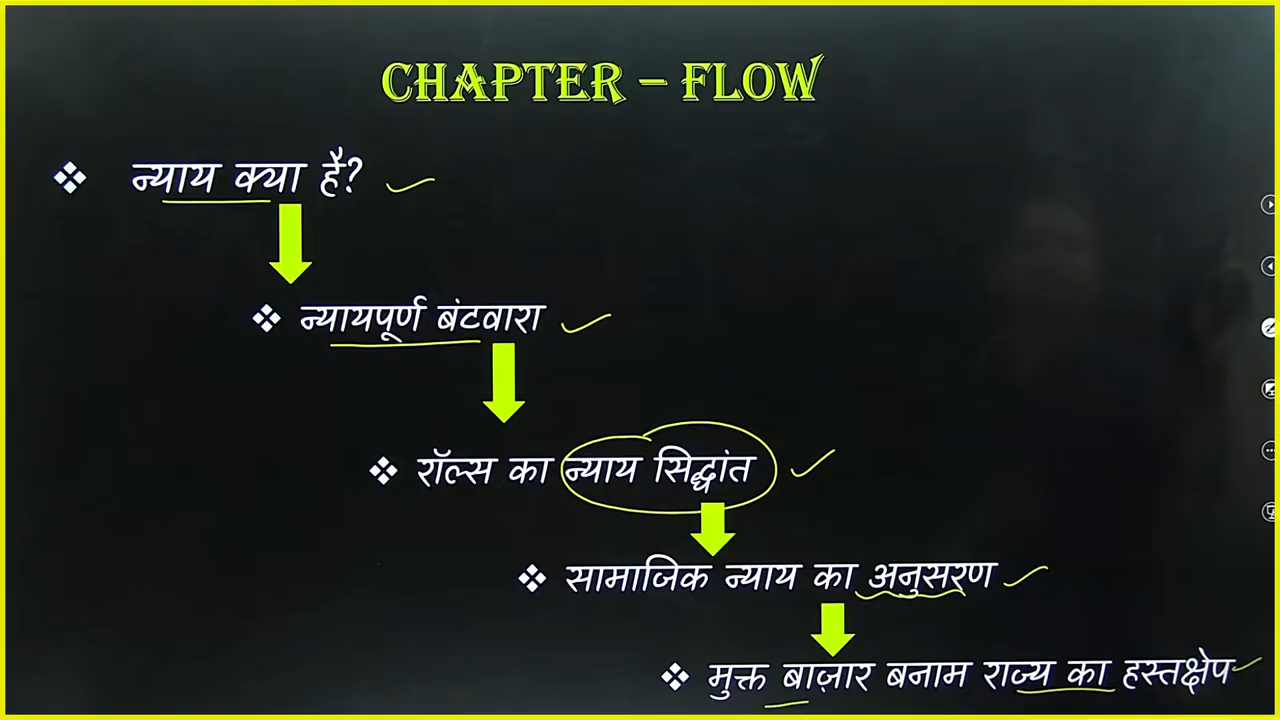 CHAPTER – FLOW
न्याय क्या है?
न्यायपूर्ण बंटवारा
रॉल्स का न्याय सिद्धांत
सामाजिक न्याय का अनुसरण
मुक्त बाज़ार बनाम राज्य का हस्तक्षेप